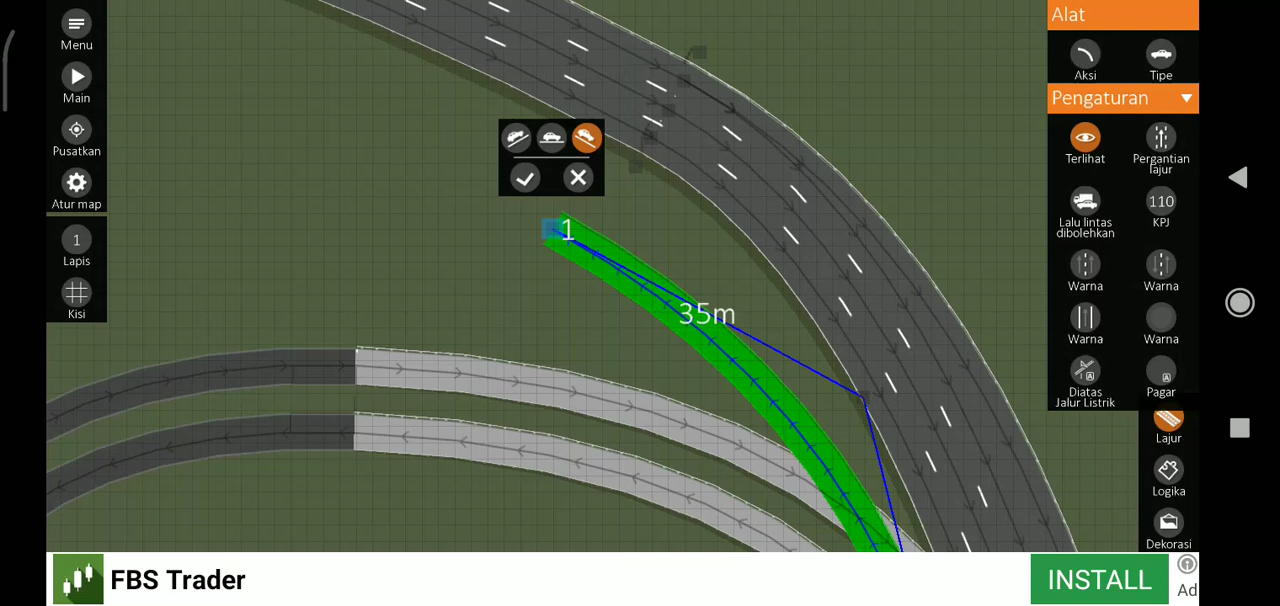 Menu
Main
Pusatkan
Atur map
1
Lapis
Kisi
1
35m
Alat
Aksi
Tipe
Pengaturan
Terlihat
Pergantian
lajur
Lalu lintas
dibolehkan
110
KPJ
Warna
Warna
Warna
Warna
A
Diatas
Jalur Listrik
A
Pagar
Lajur
Logika
Dekorasi
FBS Trader
INSTALL
Ad